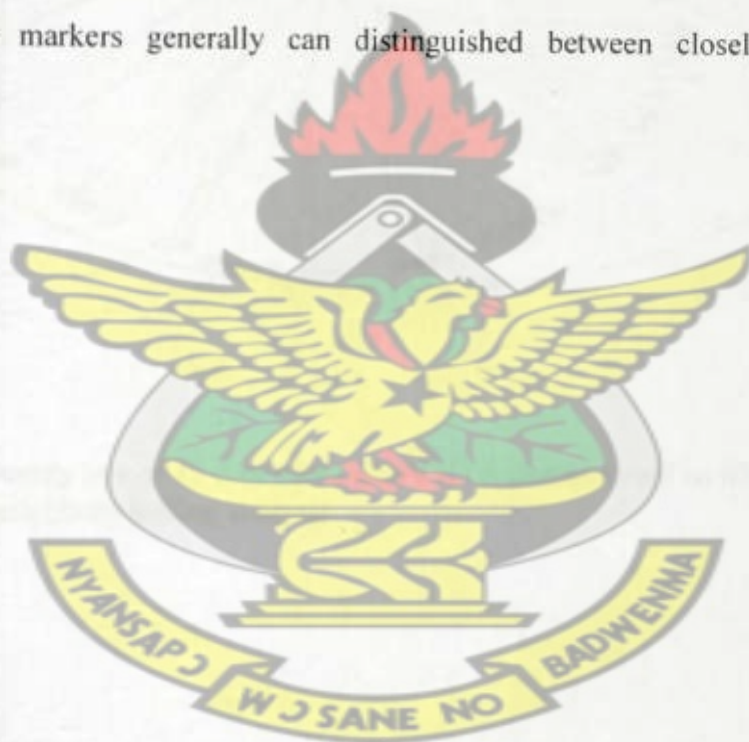 markers generally can distinguished between closel
NYANSAPƆ
WƆSANE NO
BADWENMA